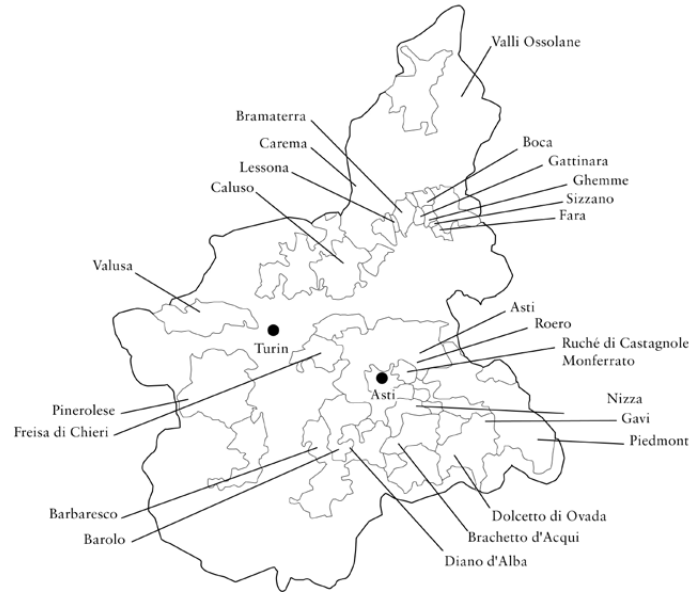 Valli Ossolane
Bramaterra
Carema
Lessona
Caluso
Boca
Gattinara
Ghemme
Sizzano
Fara
Valusa
Turin
Asti
Roero
Ruché di Castagnole
Monferrato
Asti
Nizza
Gavi
Piedmont
Pinerolese
Freisa di Chieri
Barbaresco
Barolo
Dolcetto di Ovada
Brachetto d'Acqui
Diano d'Alba